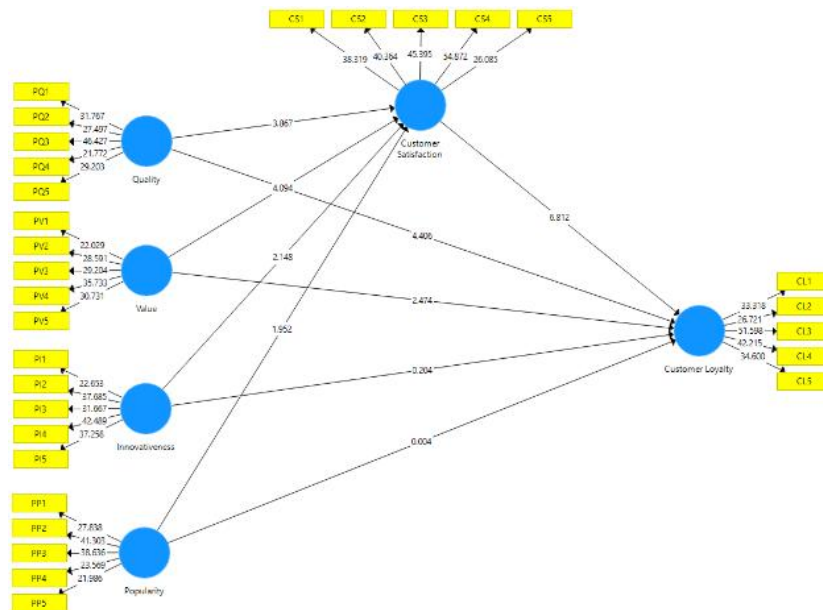 CS1
CS2
CS3
CS4
CS5
38.319
40.264
45.395
54.872
26.085
Customer
Satisfaction
PQ1
PQ2
PQ3
PQ4
PQ5
31.767
27.497
46.427
21.772
29.203
Quality
3.867
4.094
2.148
1.952
4.406
2.474
0.204
0.004
6.812
PV1
PV2
PV3
PV4
PV5
22.029
28.591
29.204
35.733
30.731
Value
PI1
PI2
PI3
PI4
PI5
22.653
37.685
31.667
42.489
37.258
Innovativeness
PP1
PP2
PP3
PP4
PP5
27.838
41.303
38.636
23.569
21.986
Popularity
CL1
CL2
CL3
CL4
CL5
33.318
26.721
51.598
42.215
34.600
Customer Loyalty